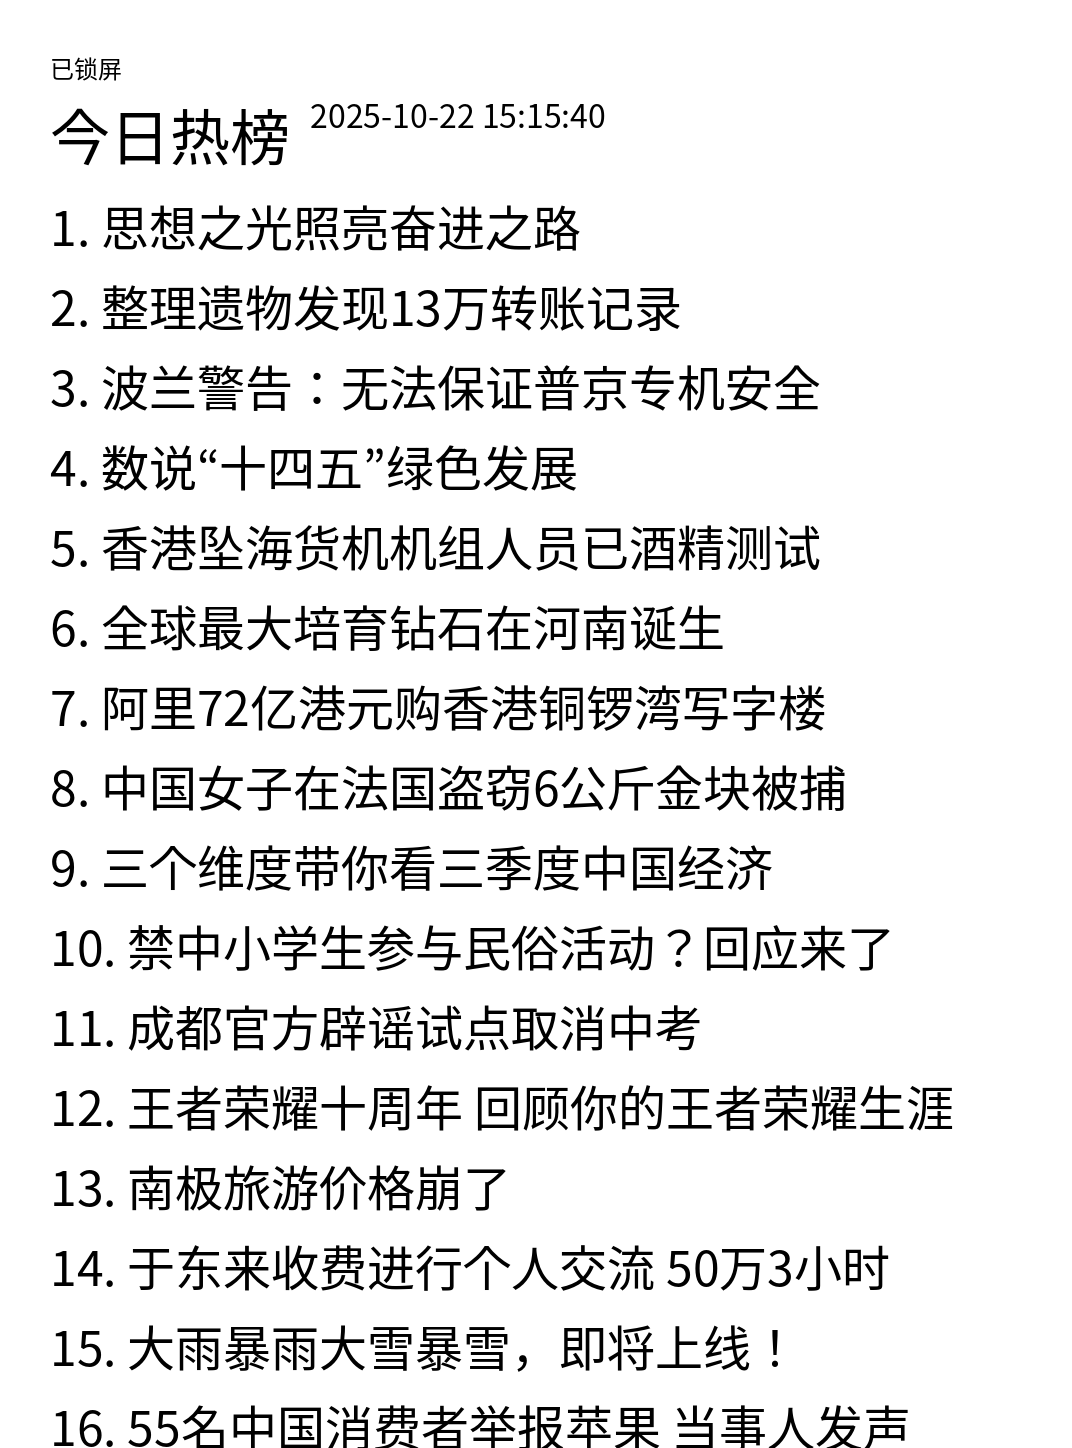 已锁屏
今日热榜 2025-10-22 15:15:40
1. 思想之光照亮奋进之路
2. 整理遗物发现13万转账记录
3. 波兰警告：无法保证普京专机安全
4. 数说“十四五”绿色发展
5. 香港坠海货机机组人员已酒精测试
6. 全球最大培育钻石在河南诞生
7. 阿里72亿港元购香港铜锣湾写字楼
8. 中国女子在法国盗窃6公斤金块被捕
9. 三个维度带你看三季度中国经济
10. 禁中小学生参与民俗活动？回应来了
11. 成都官方辟谣试点取消中考
12. 王者荣耀十周年 回顾你的王者荣耀生涯
13. 南极旅游价格崩了
14. 于东来收费进行个人交流 50万3小时
15. 大雨暴雨大雪暴雪，即将上线！
16. 55名中国消费者举报苹果 当事人发声